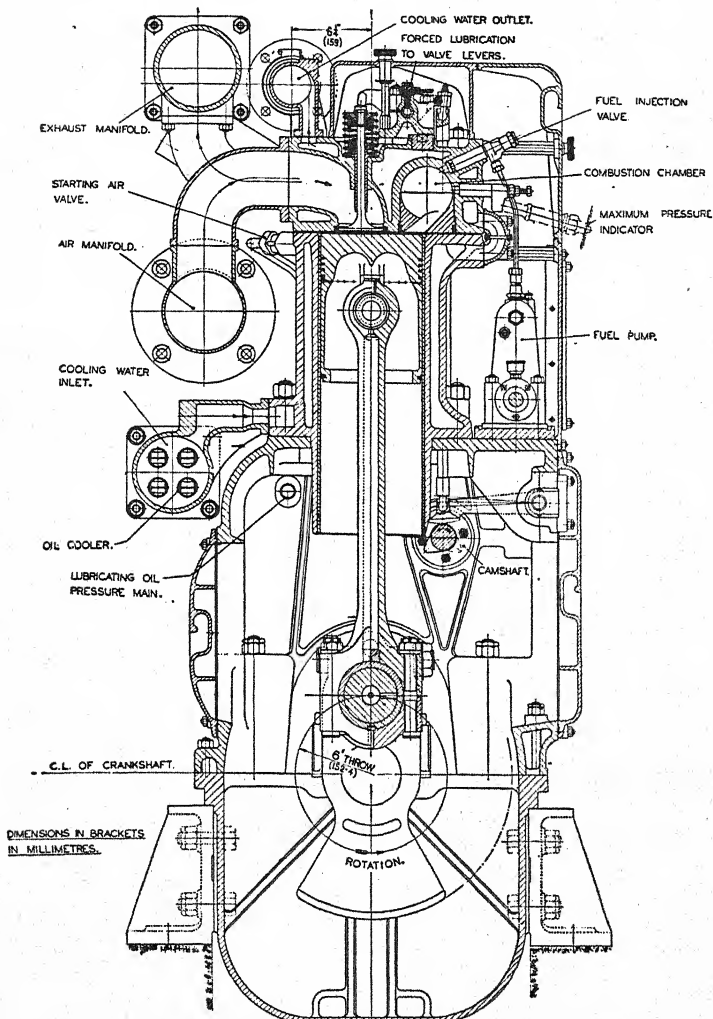 6¼"
(159)
COOLING WATER OUTLET.
FORCED LUBRICATION
TO VALVE LEVERS.
FUEL INJECTION
VALVE.
EXHAUST MANIFOLD.
COMBUSTION CHAMBER
STARTING AIR
VALVE.
MAXIMUM PRESSURE
INDICATOR
AIR MANIFOLD.
FUEL PUMP.
COOLING WATER
INLET.
OIL COOLER.
CAMSHAFT.
LUBRICATING OIL
PRESSURE MAIN.
C.L. OF CRANKSHAFT.
6" THROW
(152·4)
DIMENSIONS IN BRACKETS
IN MILLIMETRES.
ROTATION.